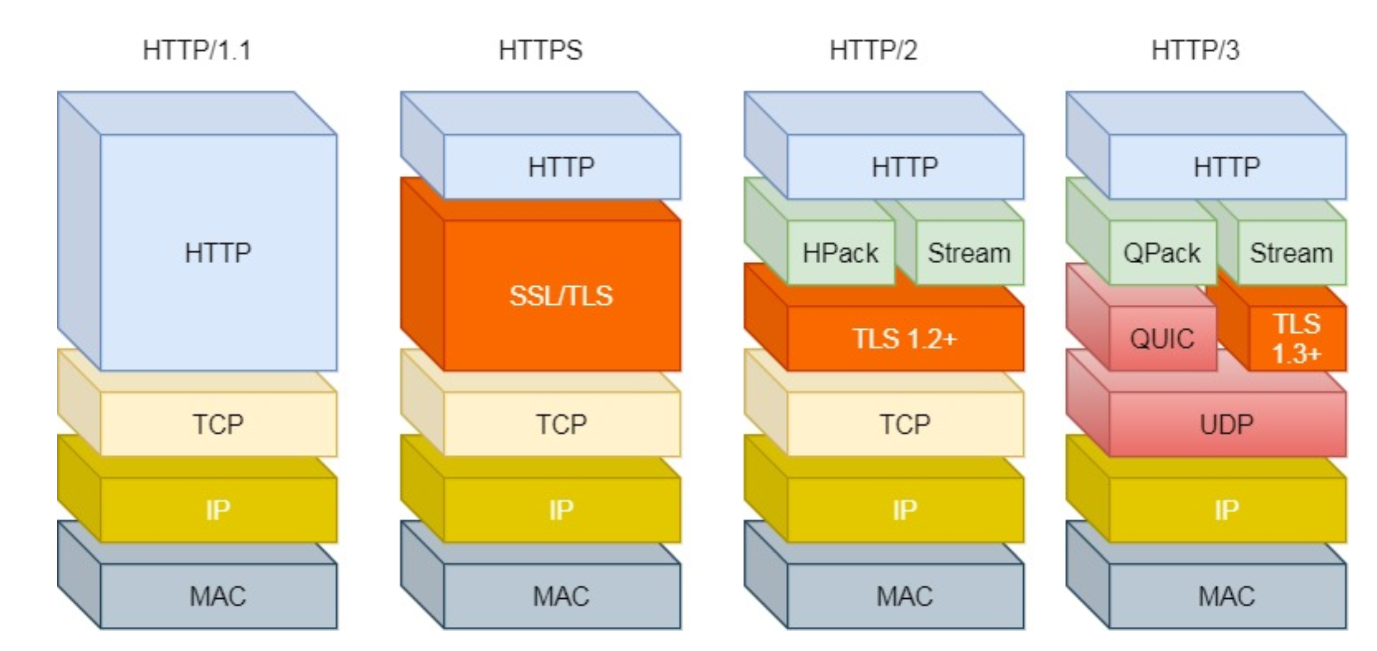 HTTP/1.1
HTTP
TCP
IP
MAC
HTTPS
HTTP
SSL/TLS
TCP
IP
MAC
HTTP/2
HTTP
HPack
Stream
TLS 1.2+
TCP
IP
MAC
HTTP/3
HTTP
QPack
Stream
QUIC
TLS
1.3+
UDP
IP
MAC